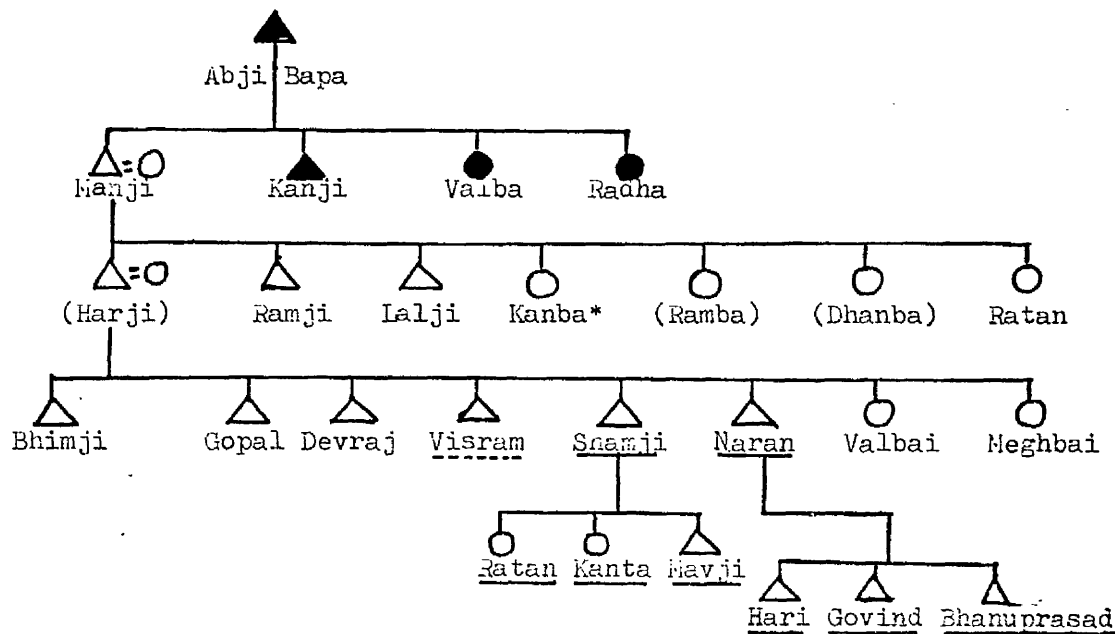 Abji Bapa
Manji Kanji Valba Radha
(Harji) Ramji Lalji Kanba* (Ramba) (Dhanba) Ratan
Bhimji Gopal Devraj Visram Shamji Naran Valbai Meghbai
Ratan Kanta Mavji
Hari Govind Bhanuprasad